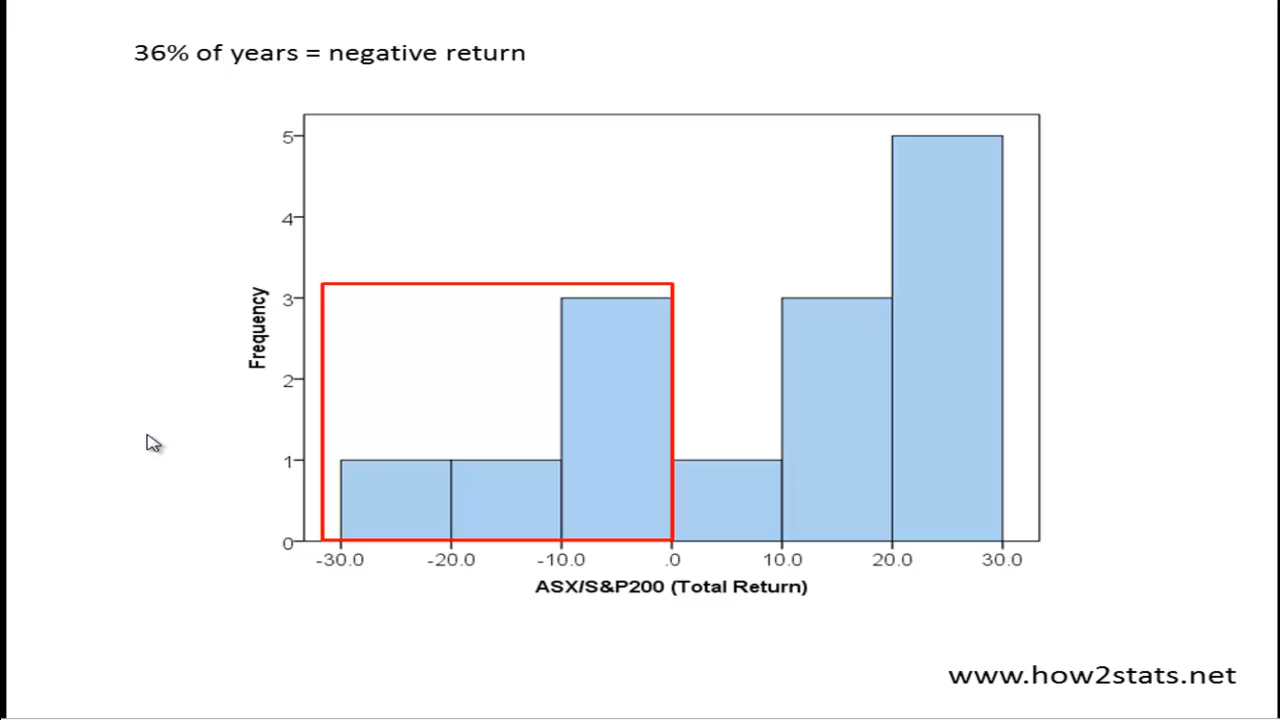 36% of years = negative return
5
4
3
2
1
0
Frequency
-30.0 -20.0 -10.0 .0 10.0 20.0 30.0
ASX/S&P200 (Total Return)
www.how2stats.net